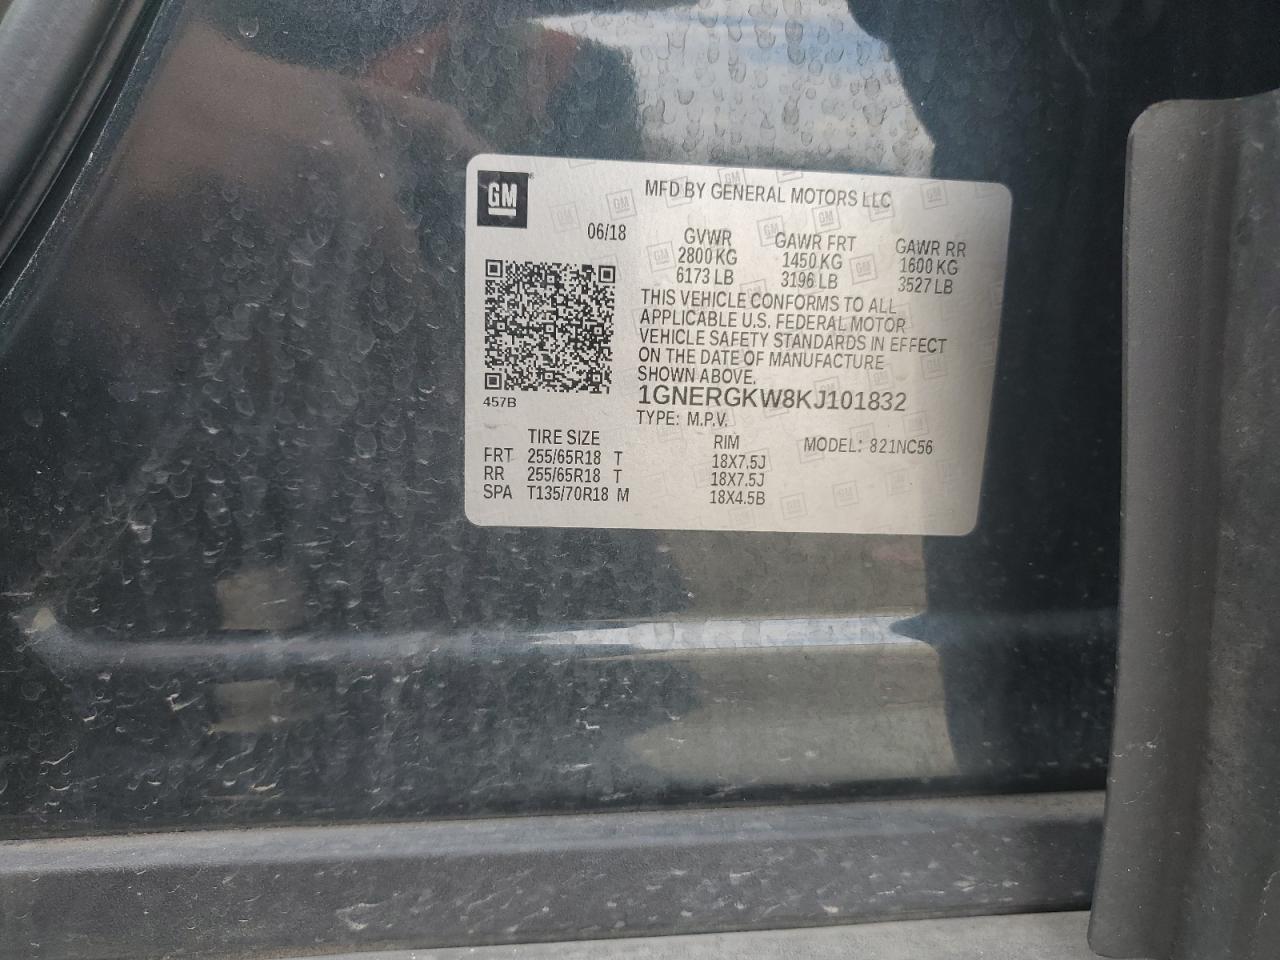 GM
MFD BY GENERAL MOTORS LLC
06/18
GVWR GAWR FRT GAWR RR
2800 KG 1450 KG 1600 KG
6173 LB 3196 LB 3527 LB
THIS VEHICLE CONFORMS TO ALL
APPLICABLE U.S. FEDERAL MOTOR
VEHICLE SAFETY STANDARDS IN EFFECT
ON THE DATE OF MANUFACTURE
SHOWN ABOVE.
1GNERGKW8KJ101832
457B
TYPE: M.P.V.
TIRE SIZE RIM MODEL: 821NC56
FRT 255/65R18 T 18X7.5J
RR 255/65R18 T 18X7.5J
SPA T135/70R18 M 18X4.5B